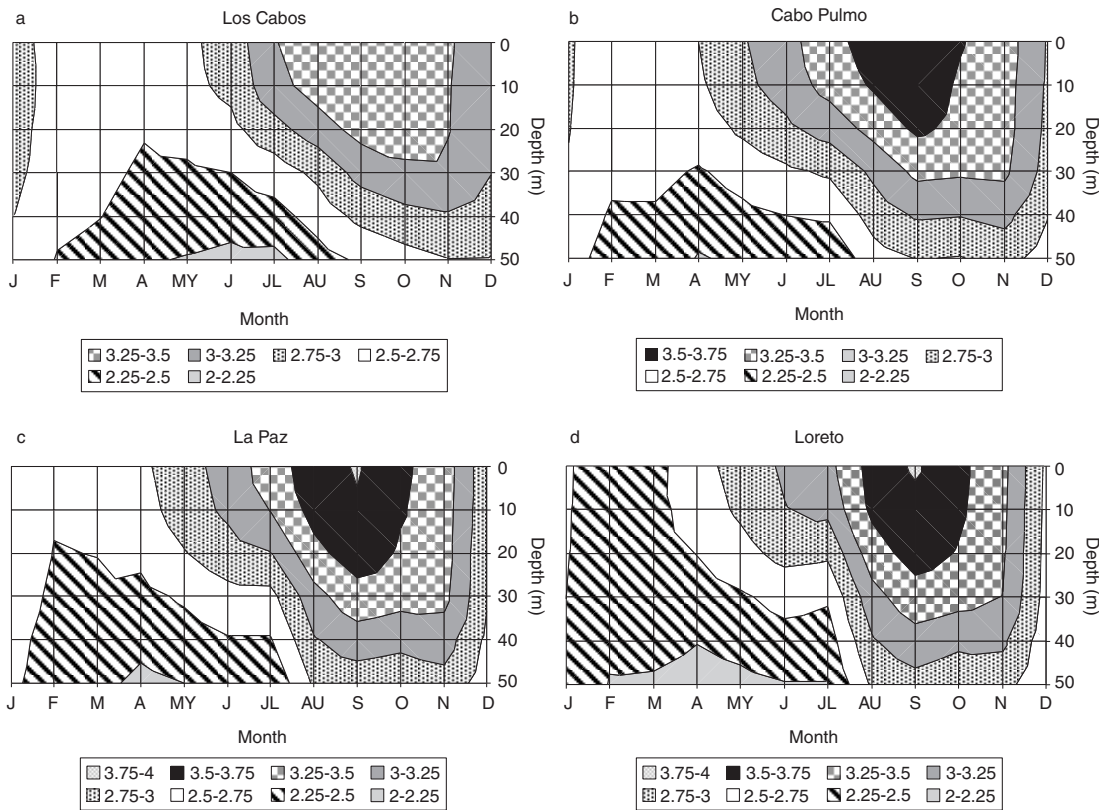 a Los Cabos
0
10
20
30
40
50
Depth (m)
J F M A MY J JL AU S O N D
Month
3.25-3.5 3-3.25 2.75-3 2.5-2.75
2.25-2.5 2-2.25
b Cabo Pulmo
0
10
20
30
40
50
Depth (m)
J F M A MY J JL AU S O N D
Month
3.5-3.75 3.25-3.5 3-3.25 2.75-3
2.5-2.75 2.25-2.5 2-2.25
c La Paz
0
10
20
30
40
50
Depth (m)
J F M A MY J JL AU S O N D
Month
3.75-4 3.5-3.75 3.25-3.5 3-3.25
2.75-3 2.5-2.75 2.25-2.5 2-2.25
d Loreto
0
10
20
30
40
50
Depth (m)
J F M A MY J JL AU S O N D
Month
3.75-4 3.5-3.75 3.25-3.5 3-3.25
2.75-3 2.5-2.75 2.25-2.5 2-2.25